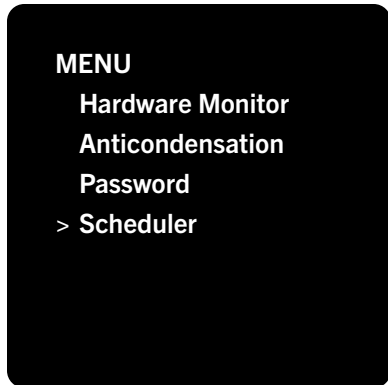 MENU
Hardware Monitor
Anticondensation
Password
> Scheduler